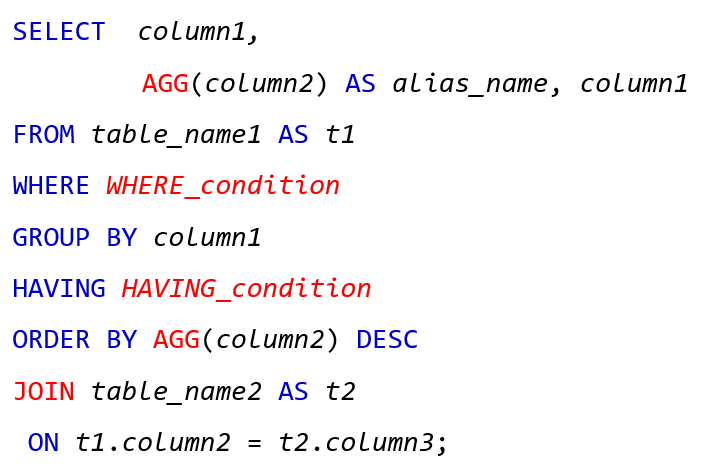 SELECT column1,
AGG(column2) AS alias_name, column1
FROM table_name1 AS t1
WHERE WHERE_condition
GROUP BY column1
HAVING HAVING_condition
ORDER BY AGG(column2) DESC
JOIN table_name2 AS t2
ON t1.column2 = t2.column3;